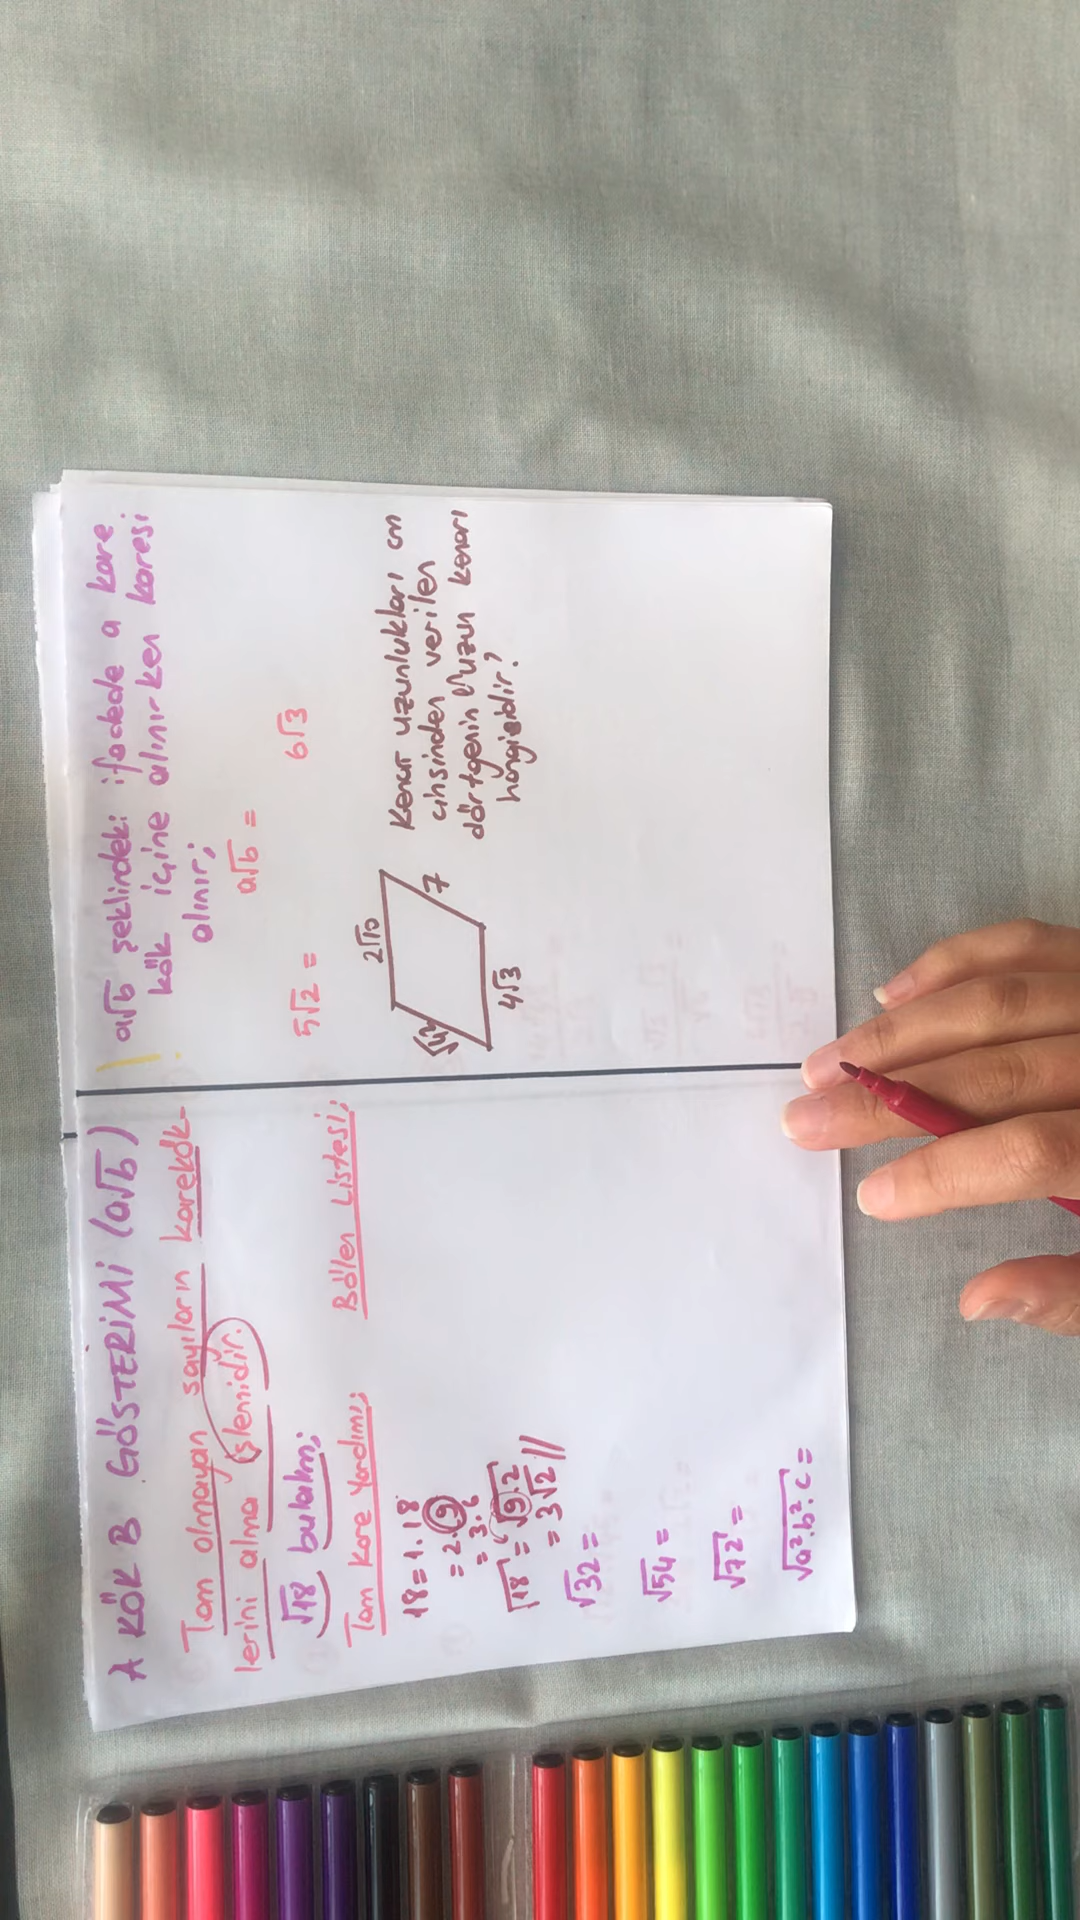 A KÖK B GÖSTERİMİ (a√b)
Tam olmayan sayıların karekök-
lerini alma işlemidir.
√18 bulalım;
Tam kare Yardımı; Bölen Listesi;
18 = 1.18
= 2.9
= 3.6
√18 = √9.2
= 3√2 //
√32 =
√54 =
√72 =
√a².b².c =
! a√b şeklindeki ifadede a kare
kök içine alınırken karesi
alınır;
a√b =
5√2 = 6√3
2√10
√42
7
4√3
Kenar uzunlukları cm
cinsinden verilen
dörtgenin uzun kenarı
hangisidir?